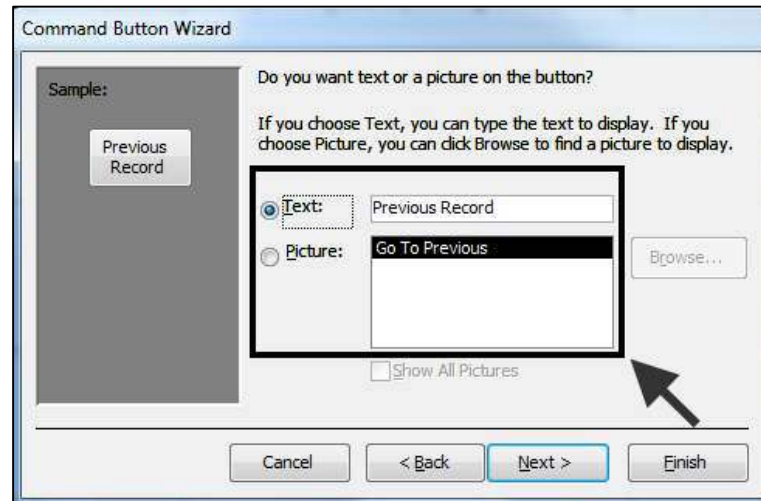 Command Button Wizard
Sample:
Previous
Record
Do you want text or a picture on the button?
If you choose Text, you can type the text to display. If you
choose Picture, you can click Browse to find a picture to display.
Text: Previous Record
Picture: Go To Previous
Browse...
Show All Pictures
Cancel < Back Next > Finish